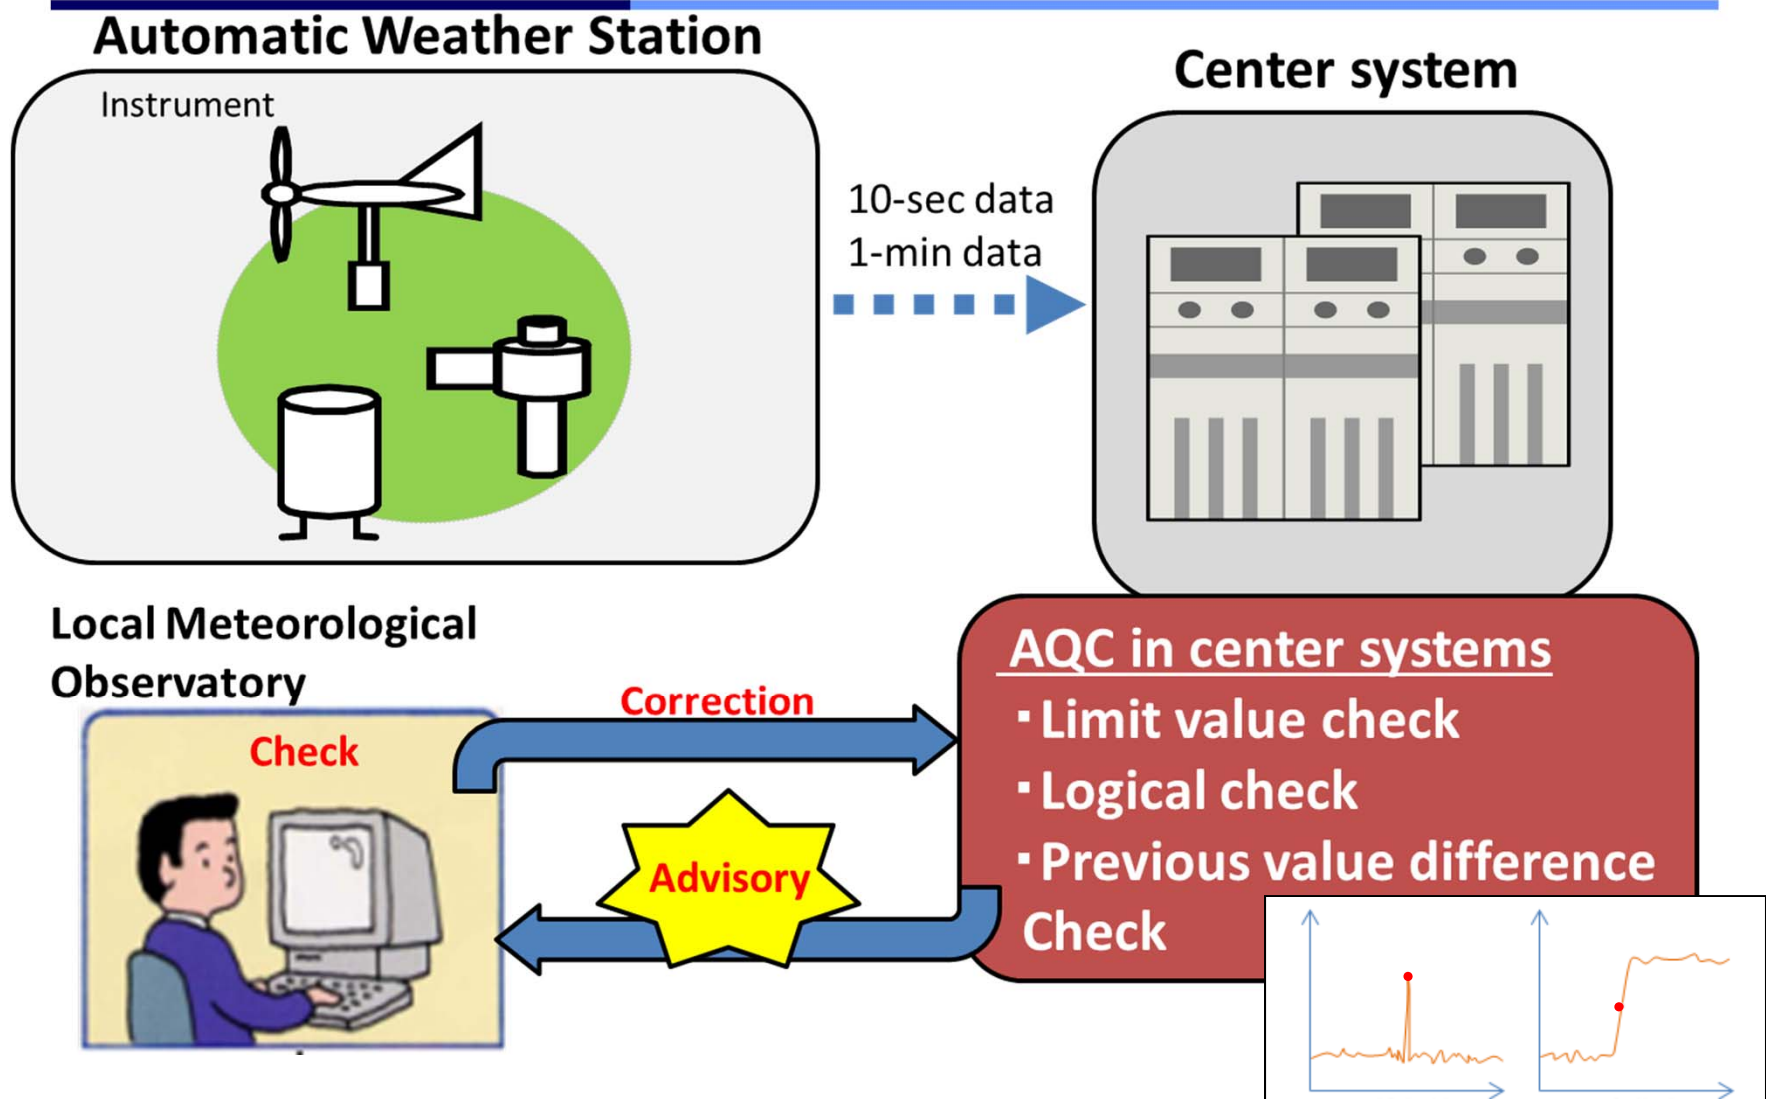 Automatic Weather Station
Instrument
Center system
10-sec data
1-min data
Local Meteorological
Observatory
Check
Correction
Advisory
AQC in center systems
▪Limit value check
▪Logical check
▪Previous value difference
Check